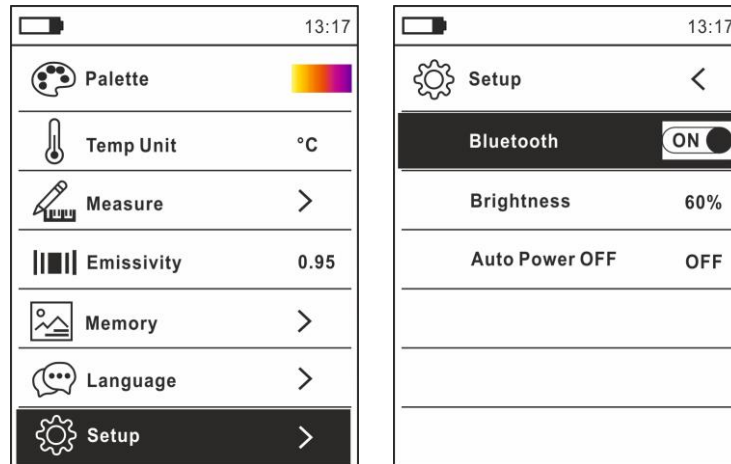 13:17
Palette
Temp Unit °C
Measure >
Emissivity 0.95
Memory >
Language >
Setup >
13:17
Setup <
Bluetooth ON
Brightness 60%
Auto Power OFF OFF